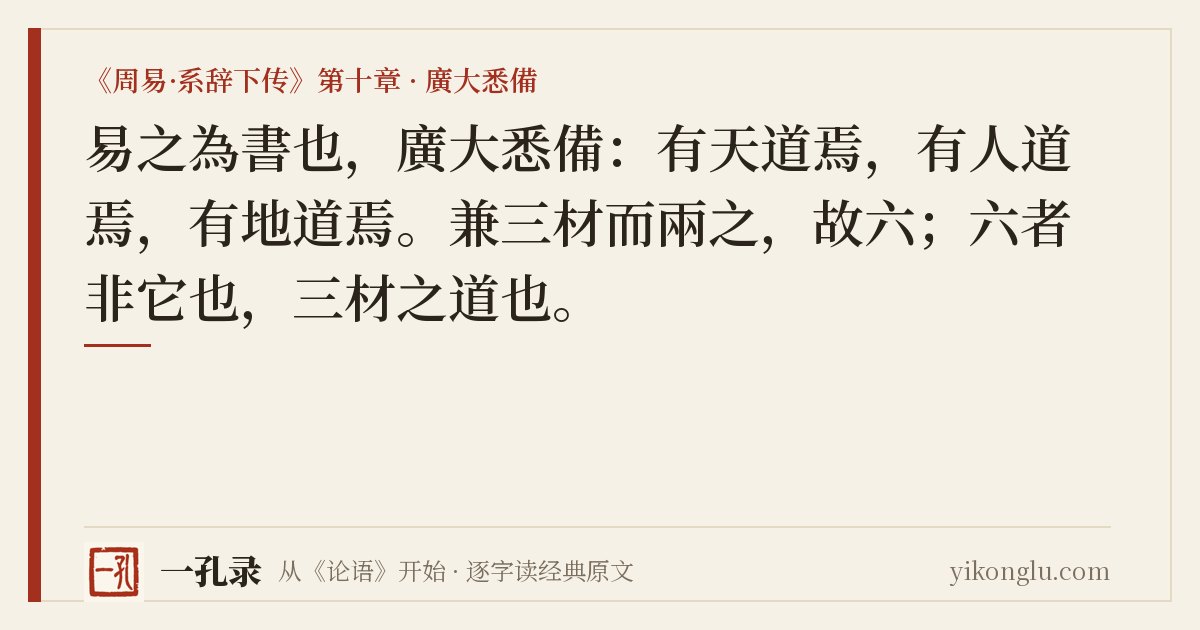 《周易·系辞下传》第十章 · 廣大悉備
易之為書也，廣大悉備：有天道焉，有人道
焉，有地道焉。兼三材而兩之，故六；六者
非它也，三材之道也。
一孔
一孔录 从《论语》开始 · 逐字读经典原文 yikonglu.com